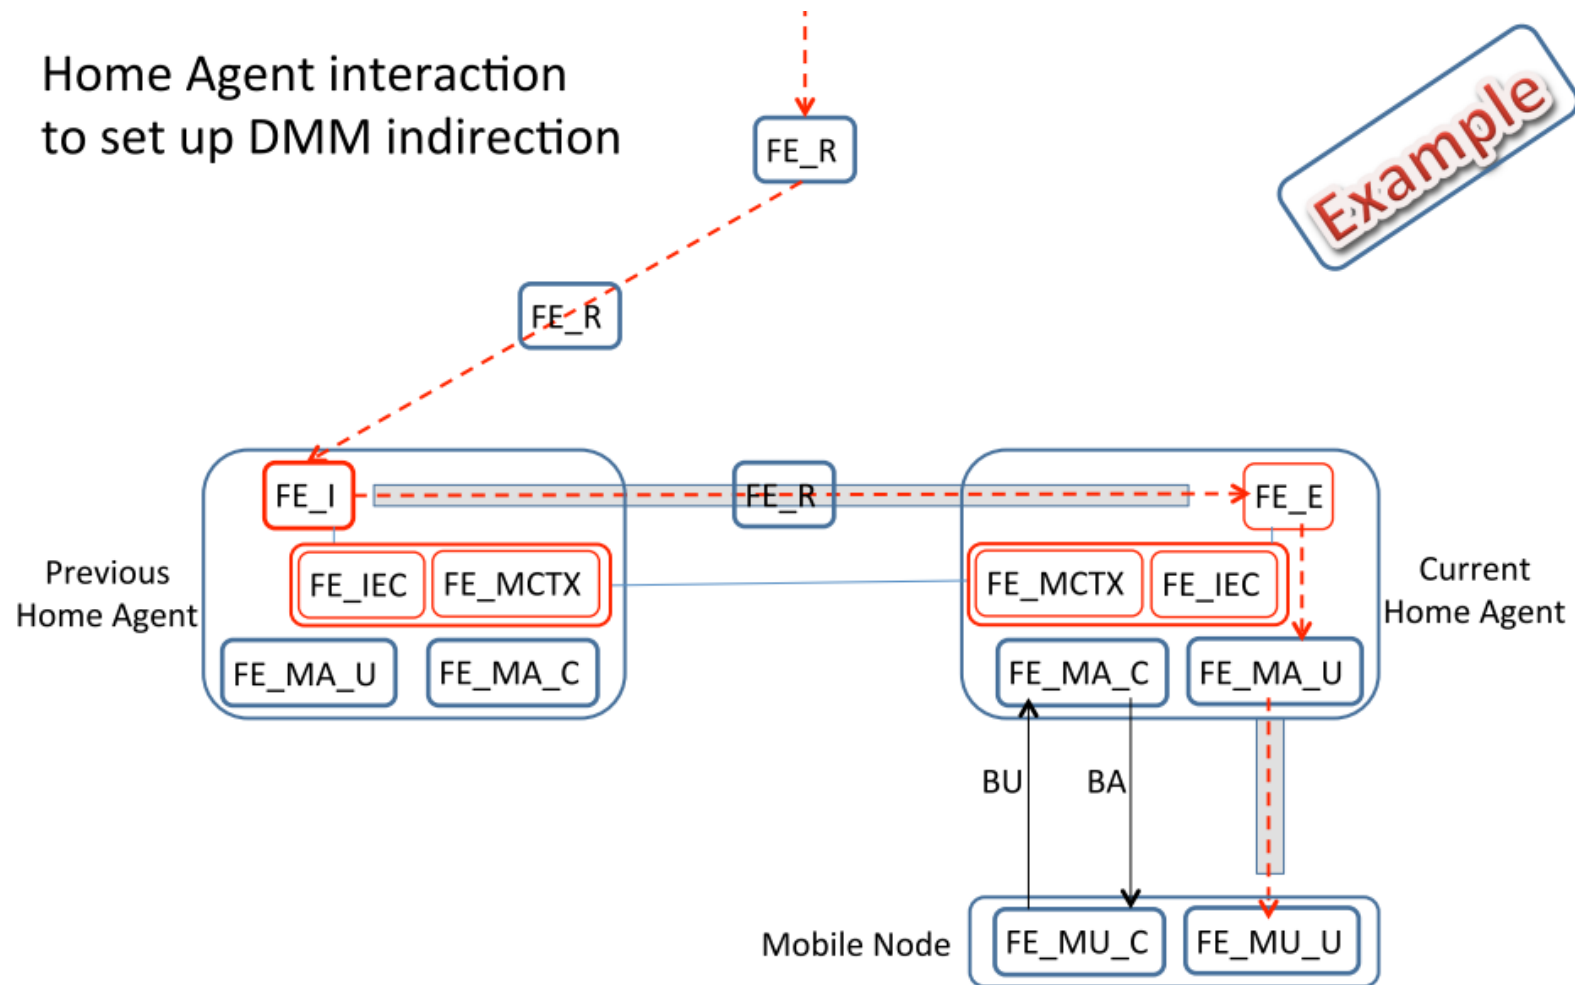 Home Agent interaction
to set up DMM indirection
Example
FE_R
FE_R
FE_I
FE_R
FE_E
Previous
Home Agent
FE_IEC
FE_MCTX
FE_MCTX
FE_IEC
Current
Home Agent
FE_MA_U
FE_MA_C
FE_MA_C
FE_MA_U
BU
BA
Mobile Node
FE_MU_C
FE_MU_U